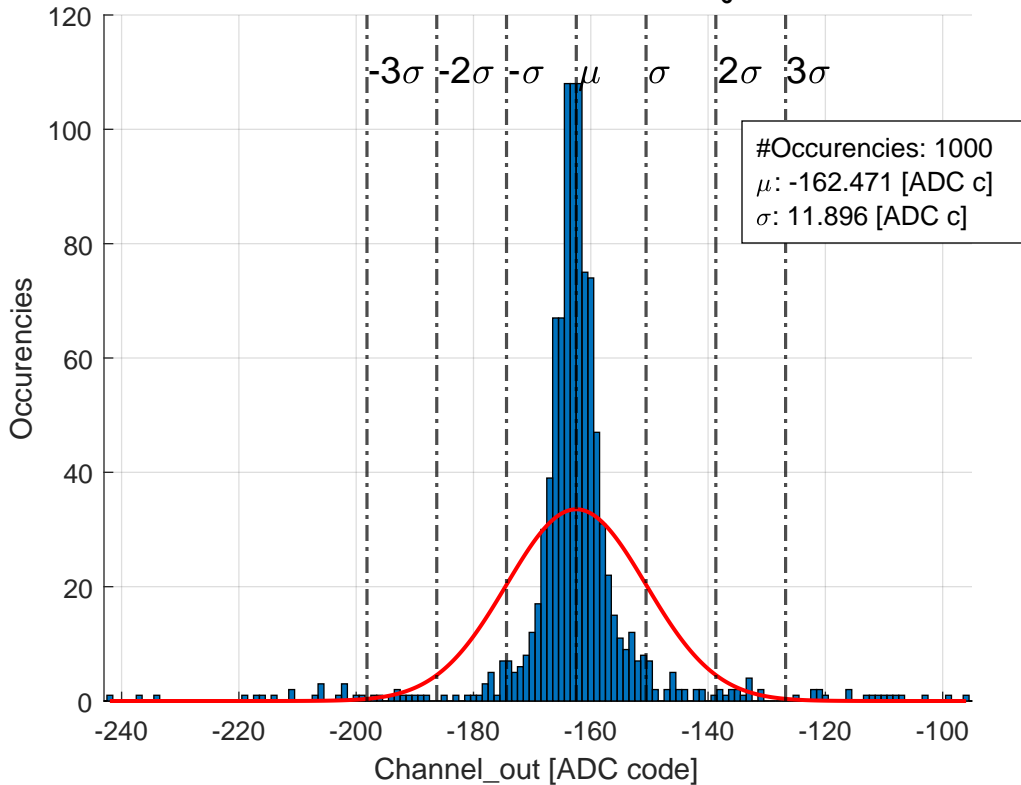 120
100
80
60
40
20
0
-3σ -2σ -σ μ σ 2σ 3σ
#Occurencies: 1000
μ: -162.471 [ADC c]
σ: 11.896 [ADC c]
Occurencies
-240 -220 -200 -180 -160 -140 -120 -100
Channel_out [ADC code]